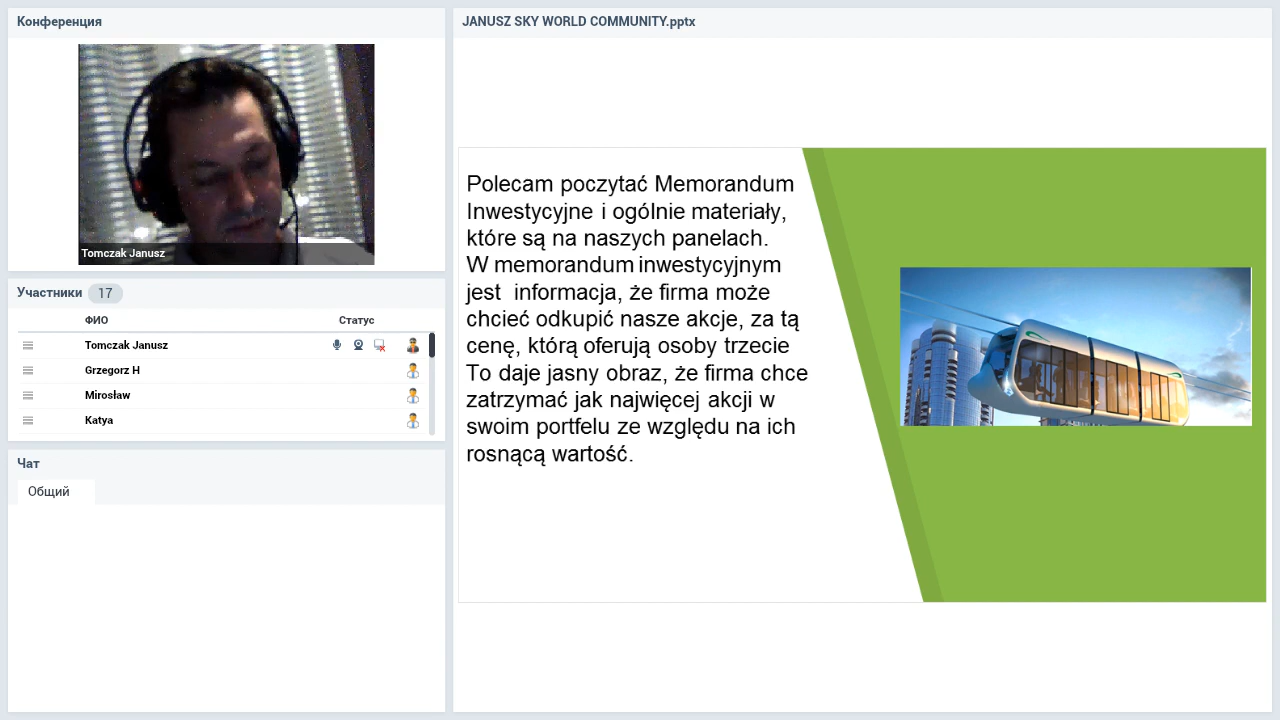 Конференция
Tomczak Janusz
Участники 17
ФИО Статус
Tomczak Janusz
Grzegorz H
Mirosław
Katya
Чат
Общий
JANUSZ SKY WORLD COMMUNITY.pptx
Polecam poczytać Memorandum
Inwestycyjne i ogólnie materiały,
które są na naszych panelach.
W memorandum inwestycyjnym
jest informacja, że firma może
chcieć odkupić nasze akcje, za tą
cenę, którą oferują osoby trzecie
To daje jasny obraz, że firma chce
zatrzymać jak najwięcej akcji w
swoim portfelu ze względu na ich
rosnącą wartość.